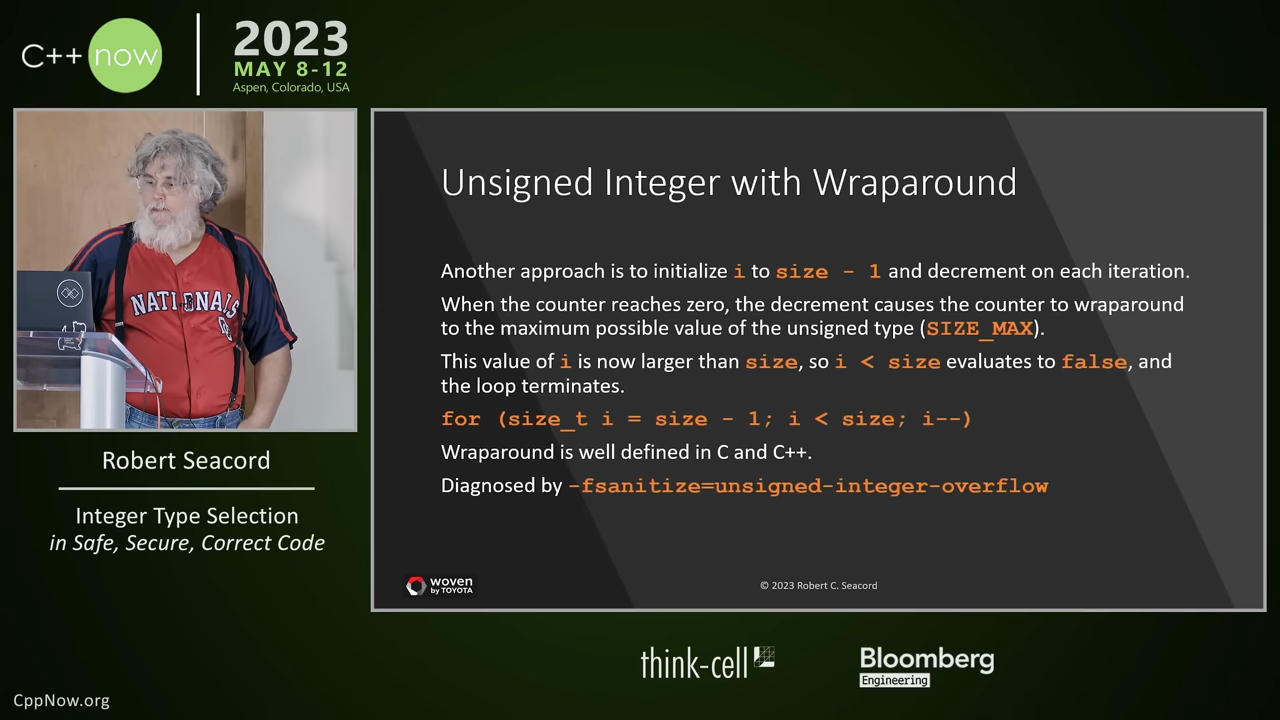 C++ now
2023
MAY 8-12
Aspen, Colorado, USA
NATIONALS
Robert Seacord
Integer Type Selection
in Safe, Secure, Correct Code
Unsigned Integer with Wraparound
Another approach is to initialize i to size - 1 and decrement on each iteration.
When the counter reaches zero, the decrement causes the counter to wraparound
to the maximum possible value of the unsigned type (SIZE_MAX).
This value of i is now larger than size, so i < size evaluates to false, and
the loop terminates.
for (size_t i = size - 1; i < size; i--)
Wraparound is well defined in C and C++.
Diagnosed by -fsanitize=unsigned-integer-overflow
woven
by TOYOTA
© 2023 Robert C. Seacord
think-cell
Bloomberg
Engineering
CppNow.org